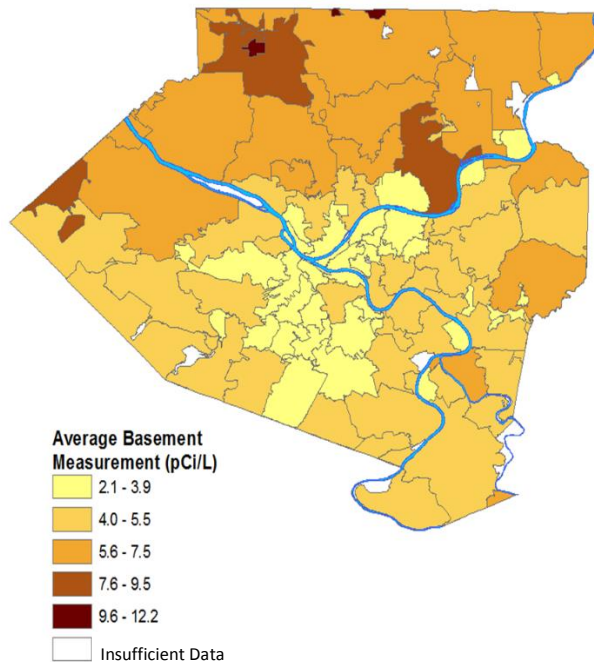 Average Basement
Measurement (pCi/L)
2.1 - 3.9
4.0 - 5.5
5.6 - 7.5
7.6 - 9.5
9.6 - 12.2
Insufficient Data